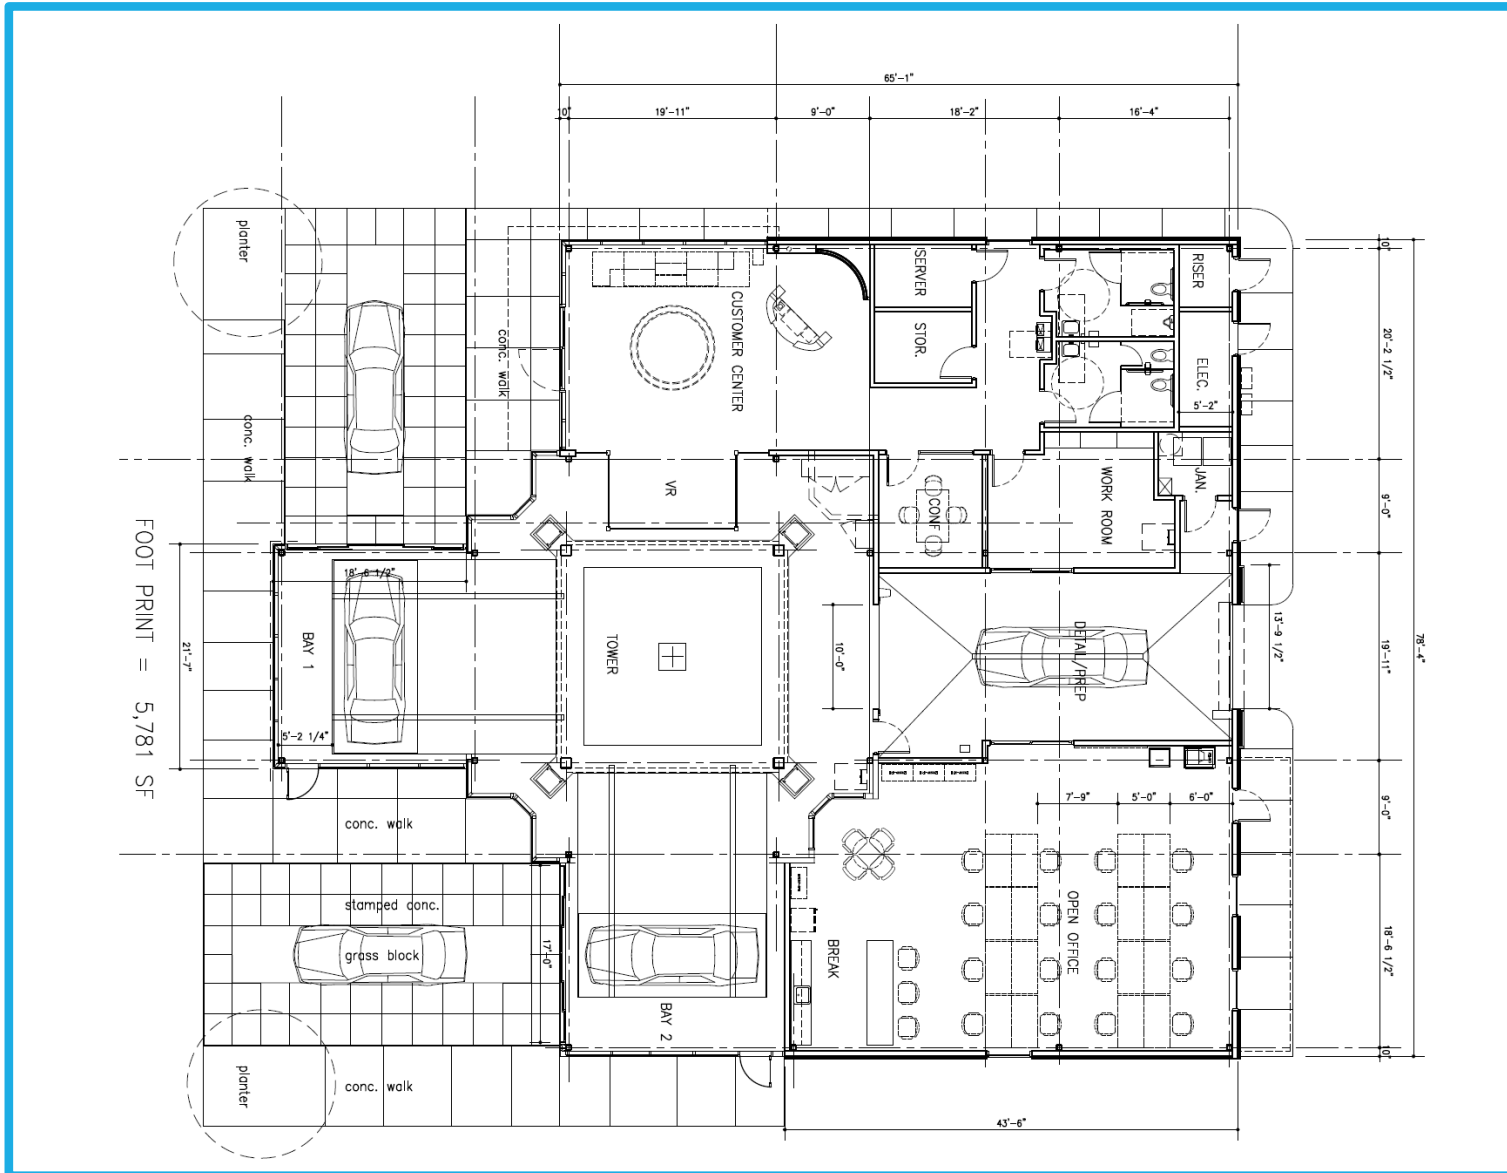 65'-1"
10"
19'-11"
9'-0"
18'-2"
16'-4"
planter
conc. walk
conc. walk
CUSTOMER CENTER
SERVER
STOR.
RISER
ELEC.
5'-2"
10"
20'-2 1/2"
VR
CONF
WORK ROOM
JAN.
9'-0"
FOOT PRINT = 5,781 SF
21'-7"
18'-6 1/2"
BAY 1
5'-2 1/4"
TOWER
10'-0"
DETAIL/PREP
13'-9 1/2"
19'-11"
78'-4"
conc. walk
7'-9"
5'-0"
6'-0"
9'-0"
stamped conc.
grass block
17'-0"
BAY 2
BREAK
OPEN OFFICE
18'-6 1/2"
10"
planter
conc. walk
43'-6"